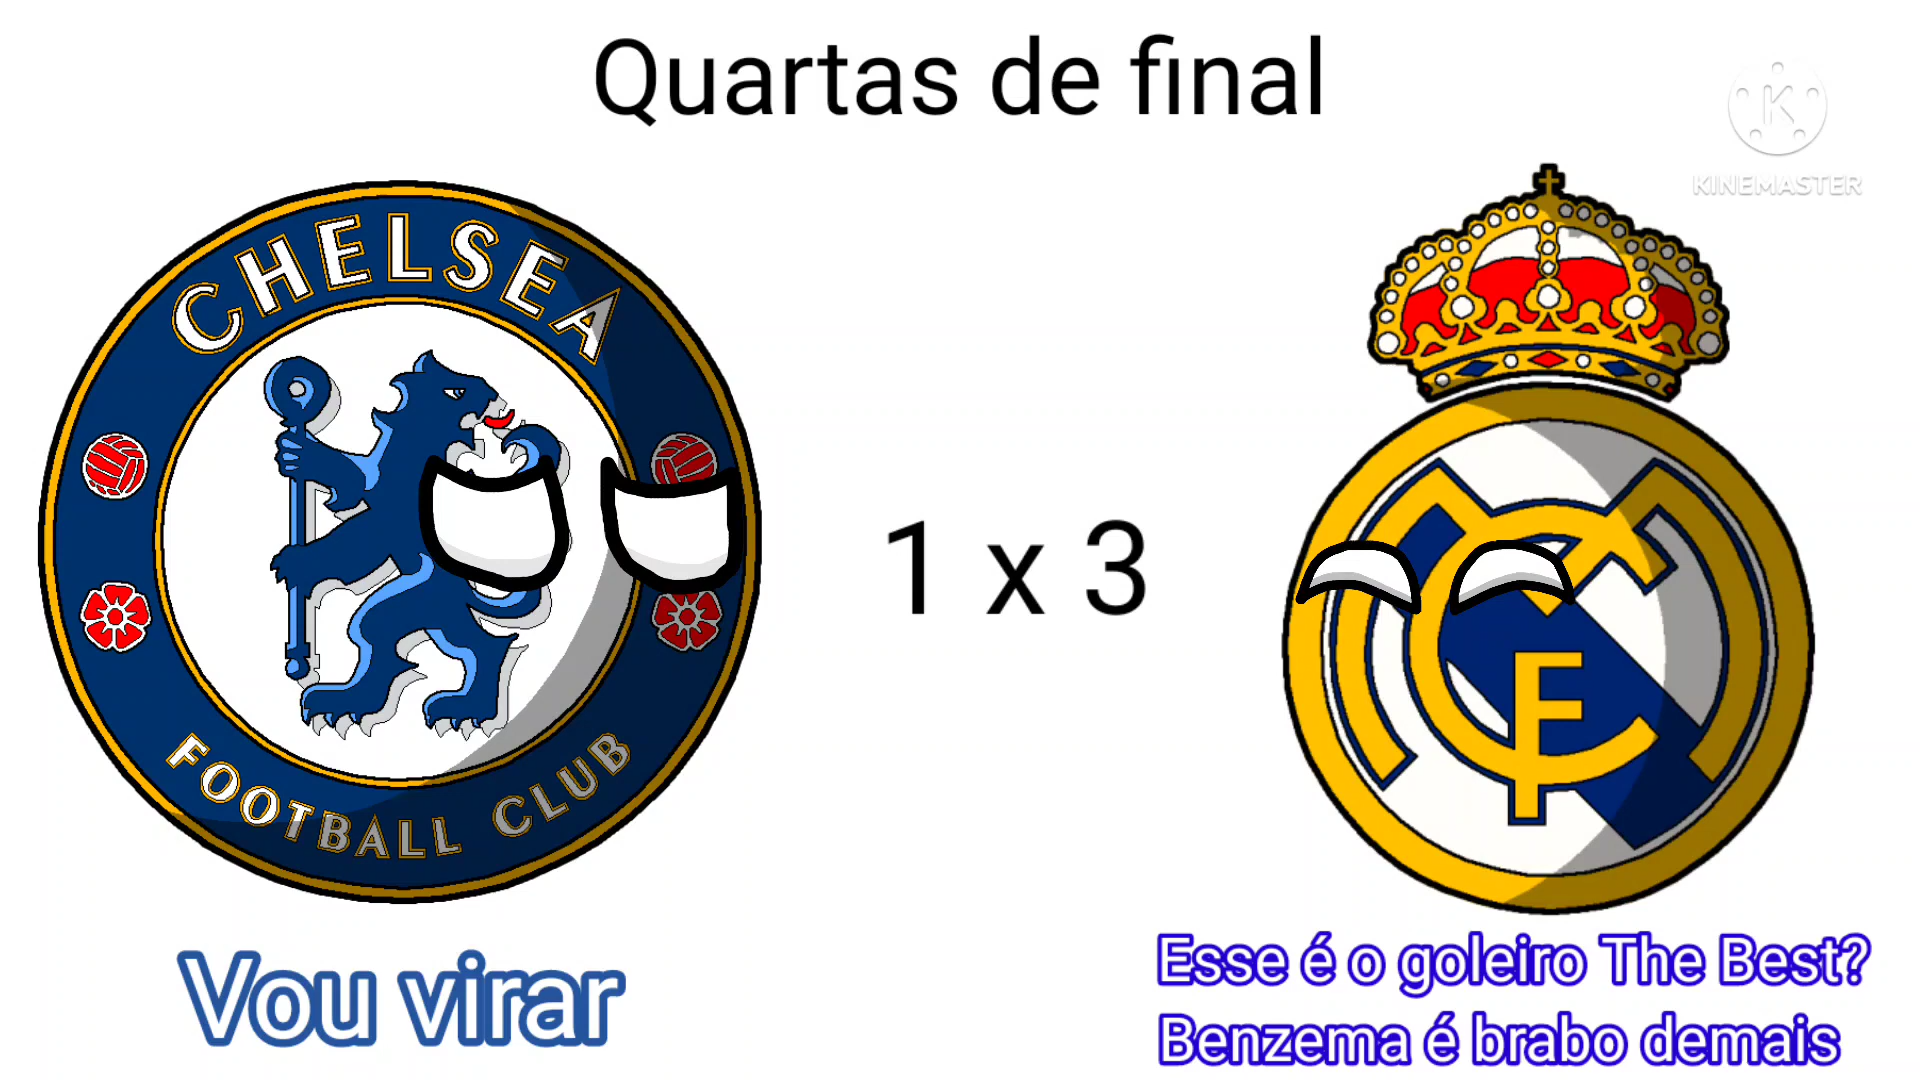 Quartas de final
K
KINEMASTER
CHELSEA
FOOTBALL CLUB
1 x 3
Vou virar
Esse é o goleiro The Best?
Benzema é brabo demais